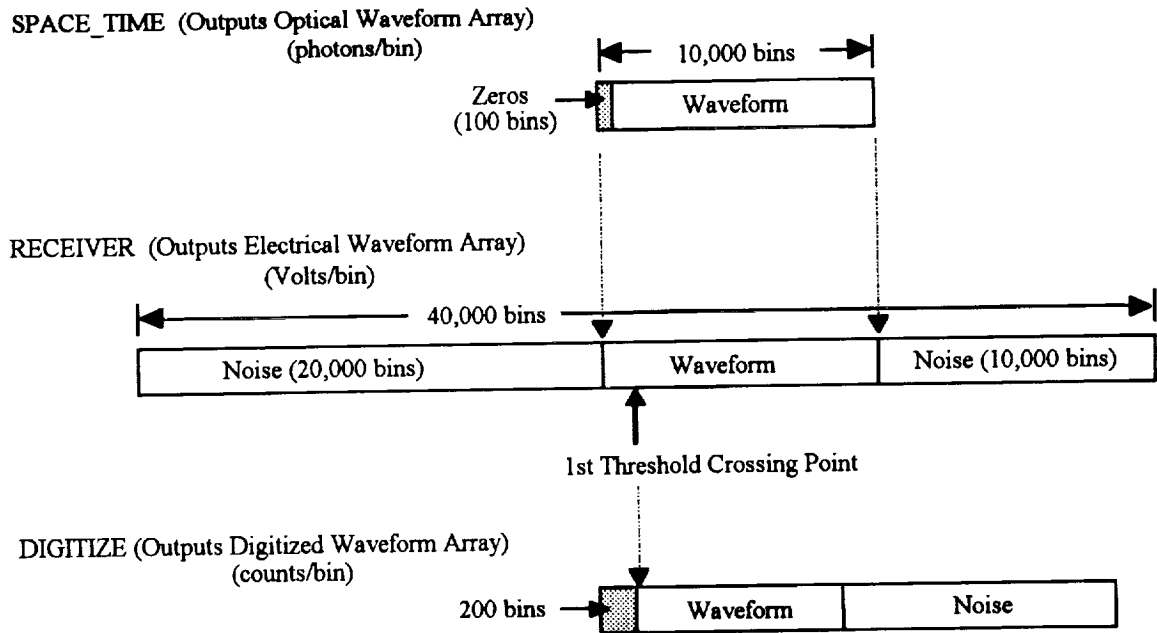 SPACE_TIME (Outputs Optical Waveform Array)
(photons/bin)
10,000 bins
Zeros
(100 bins)
Waveform
RECEIVER (Outputs Electrical Waveform Array)
(Volts/bin)
40,000 bins
Noise (20,000 bins)
Waveform
Noise (10,000 bins)
1st Threshold Crossing Point
DIGITIZE (Outputs Digitized Waveform Array)
(counts/bin)
200 bins
Waveform
Noise